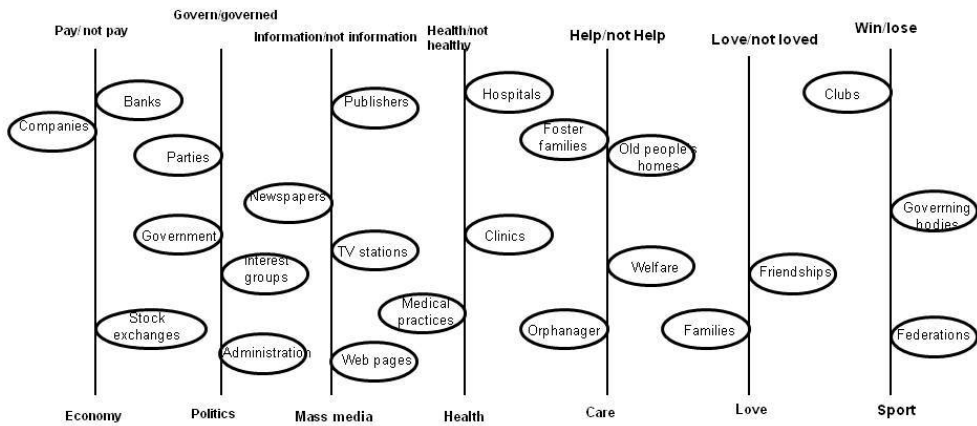 Govern/governed
Pay/not pay
Information/not information
Health/not
healthy
Help/not Help
Love/not loved
Win/lose
Banks
Companies
Stock
exchanges
Economy
Parties
Government
Interest
groups
Administration
Politics
Publishers
Newspapers
TV stations
Web pages
Mass media
Hospitals
Clinics
Medical
practices
Health
Foster
families
Old people's
homes
Welfare
Orphanager
Care
Friendships
Families
Love
Clubs
Governing
bodies
Federations
Sport